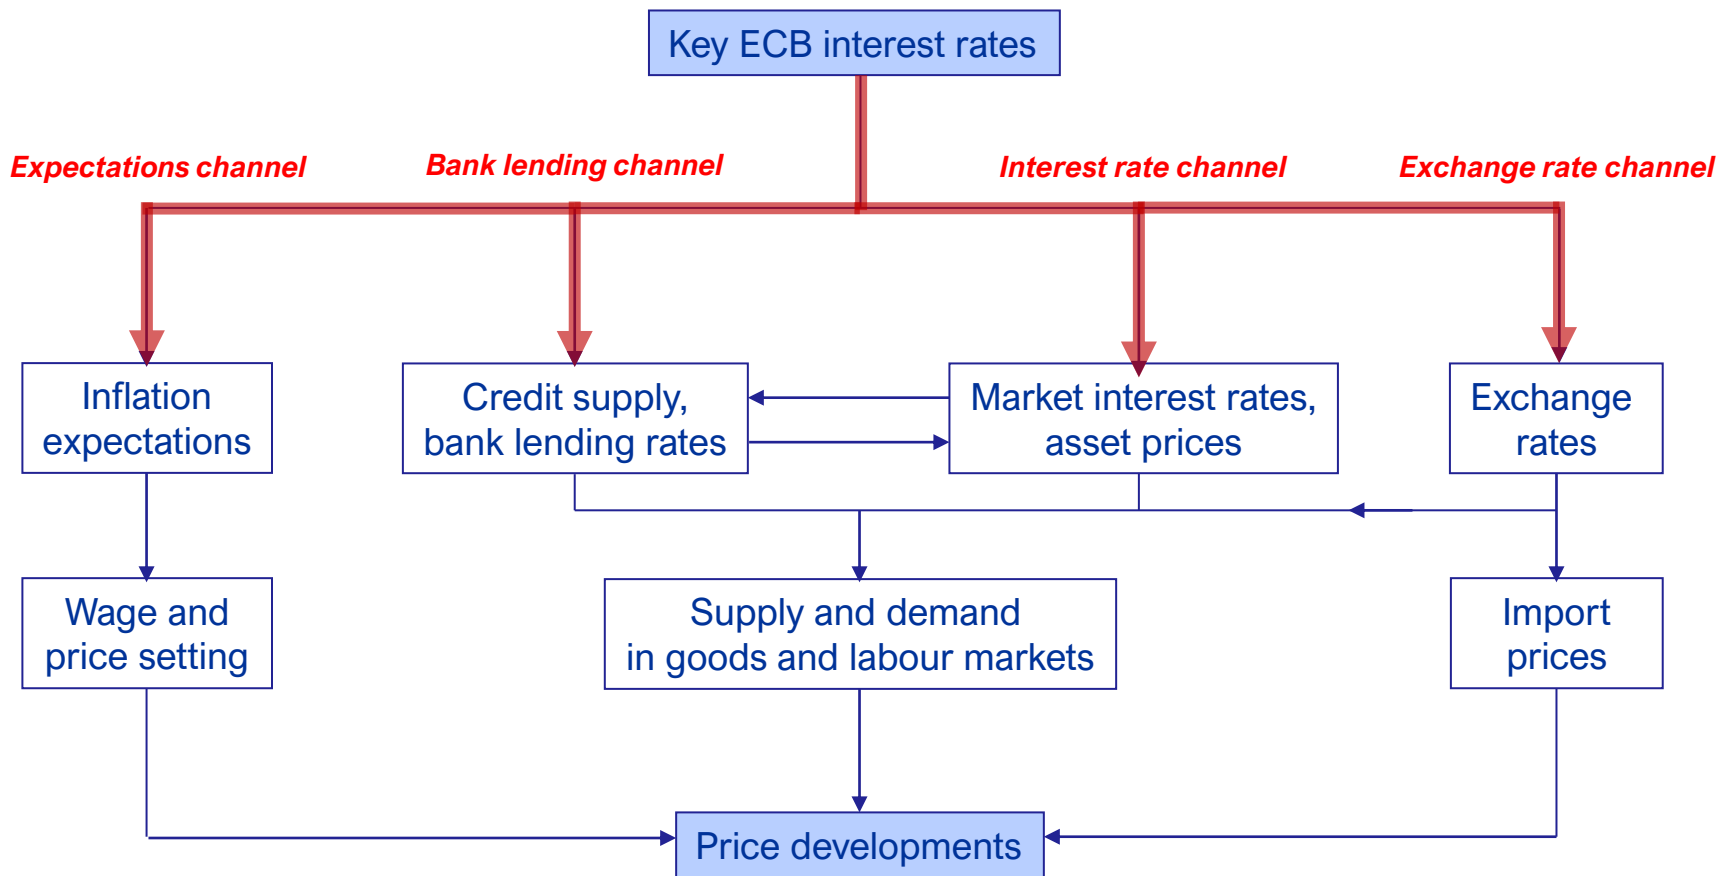 Key ECB interest rates
Expectations channel
Bank lending channel
Interest rate channel
Exchange rate channel
Inflation
expectations
Credit supply,
bank lending rates
Market interest rates,
asset prices
Exchange
rates
Wage and
price setting
Supply and demand
in goods and labour markets
Import
prices
Price developments